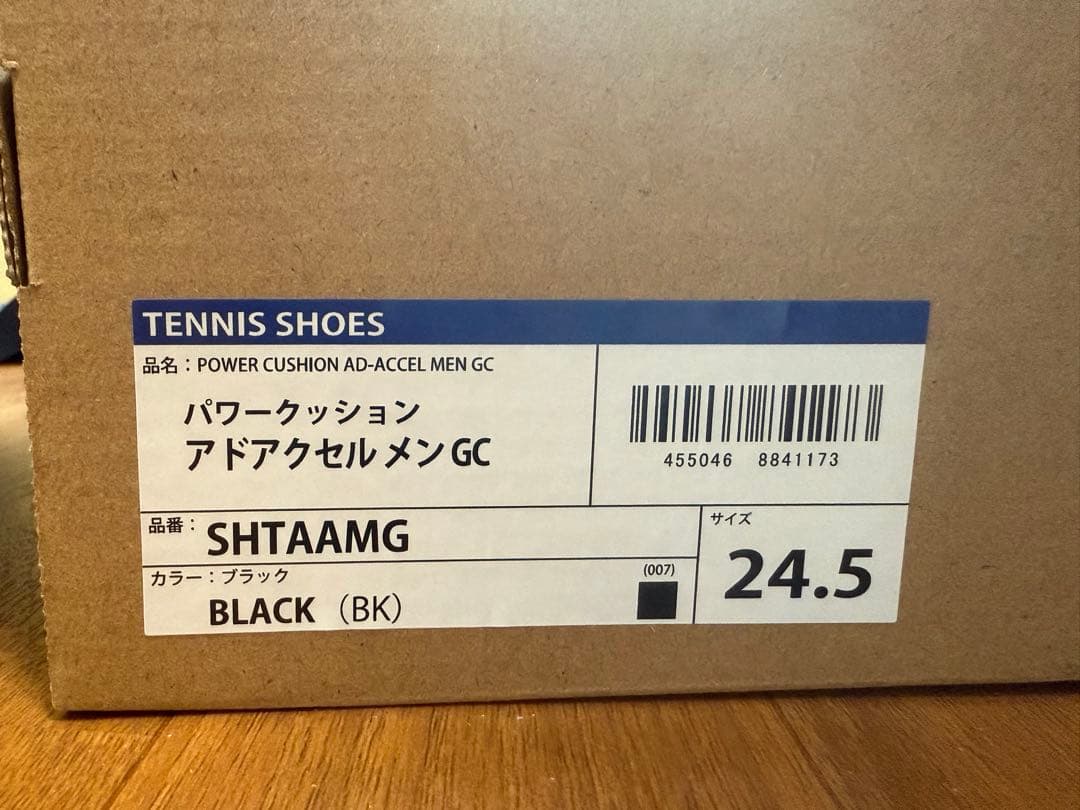 TENNIS SHOES
品名：POWER CUSHION AD-ACCEL MEN GC
パワークッション
アドアクセル メン GC
455046 8841173
品番：SHTAAMG
サイズ
24.5
カラー：ブラック
(007)
BLACK（BK）